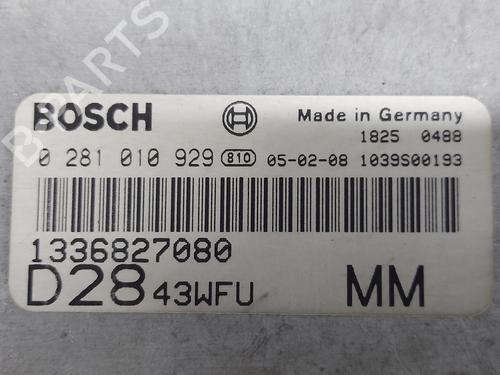 B-PARTS
BOSCH Made in Germany
1825 0488
0 281 010 929 810 05-02-08 1039S00193
1336827080
D28 43WFU MM